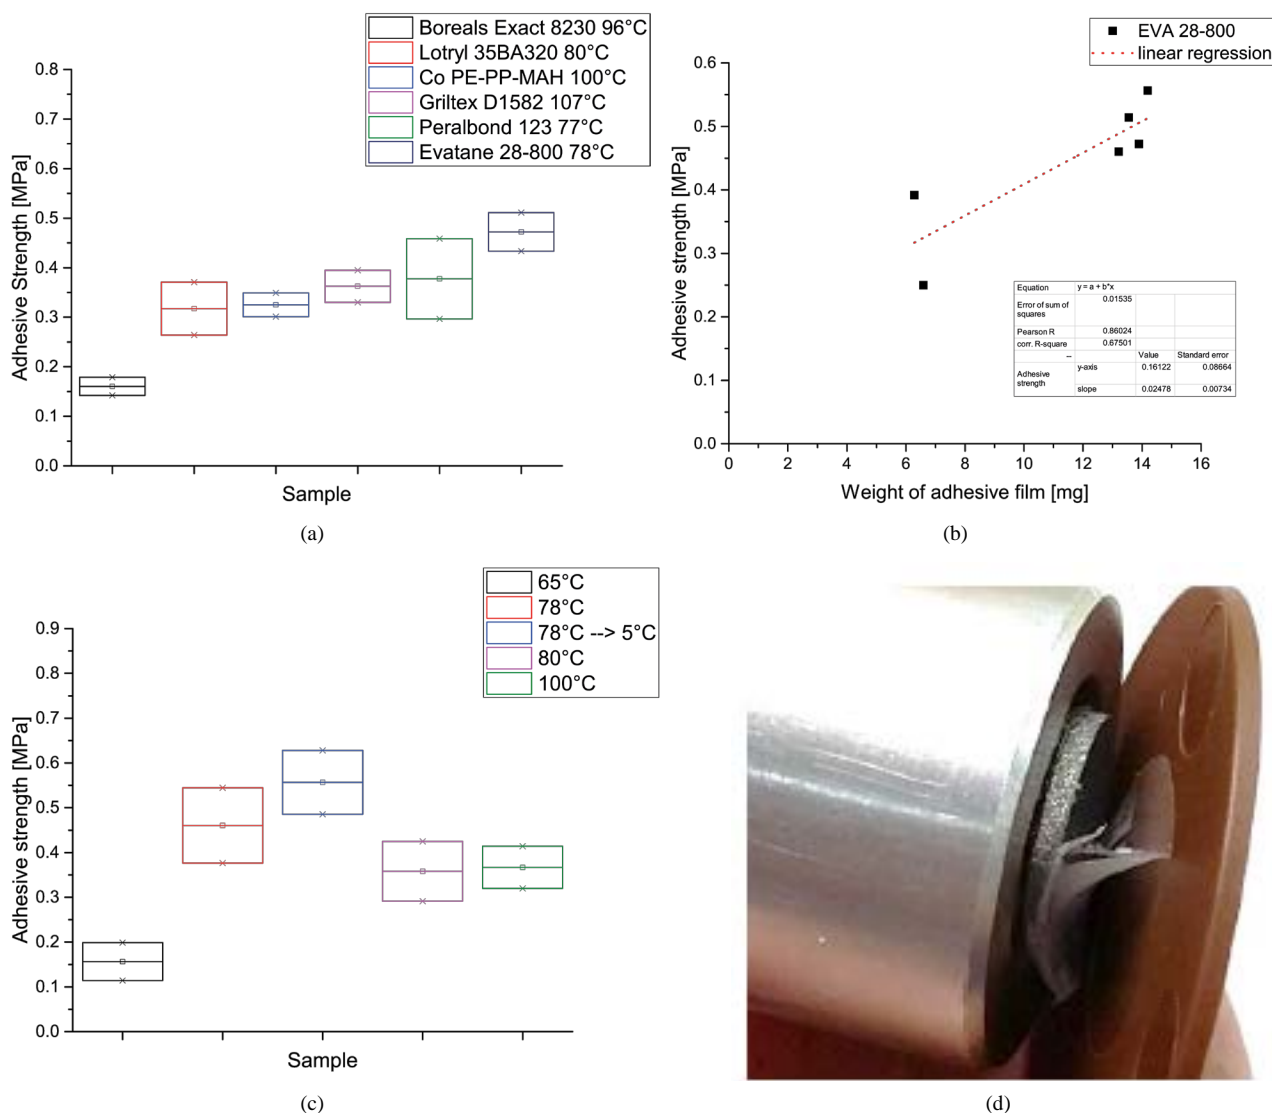 Boreals Exact 8230 96°C
Lotryl 35BA320 80°C
Co PE-PP-MAH 100°C
Griltex D1582 107°C
Peralbond 123 77°C
Evatane 28-800 78°C
Adhesive Strength [MPa]
0.8
0.7
0.6
0.5
0.4
0.3
0.2
0.1
0.0
Sample
(a)
EVA 28-800
linear regression
Adhesive strength [MPa]
0.6
0.5
0.4
0.3
0.2
0.1
0.0
Equation y = a + b*x
Error of sum of squares 0.01535
Pearson R 0.86024
corr. R-square 0.67501
-- Value Standard error
Adhesive strength y-axis 0.16122 0.08664
slope 0.02478 0.00734
0 2 4 6 8 10 12 14 16
Weight of adhesive film [mg]
(b)
65°C
78°C
78°C --> 5°C
80°C
100°C
Adhesive strength [MPa]
0.9
0.8
0.7
0.6
0.5
0.4
0.3
0.2
0.1
0.0
Sample
(c)
(d)